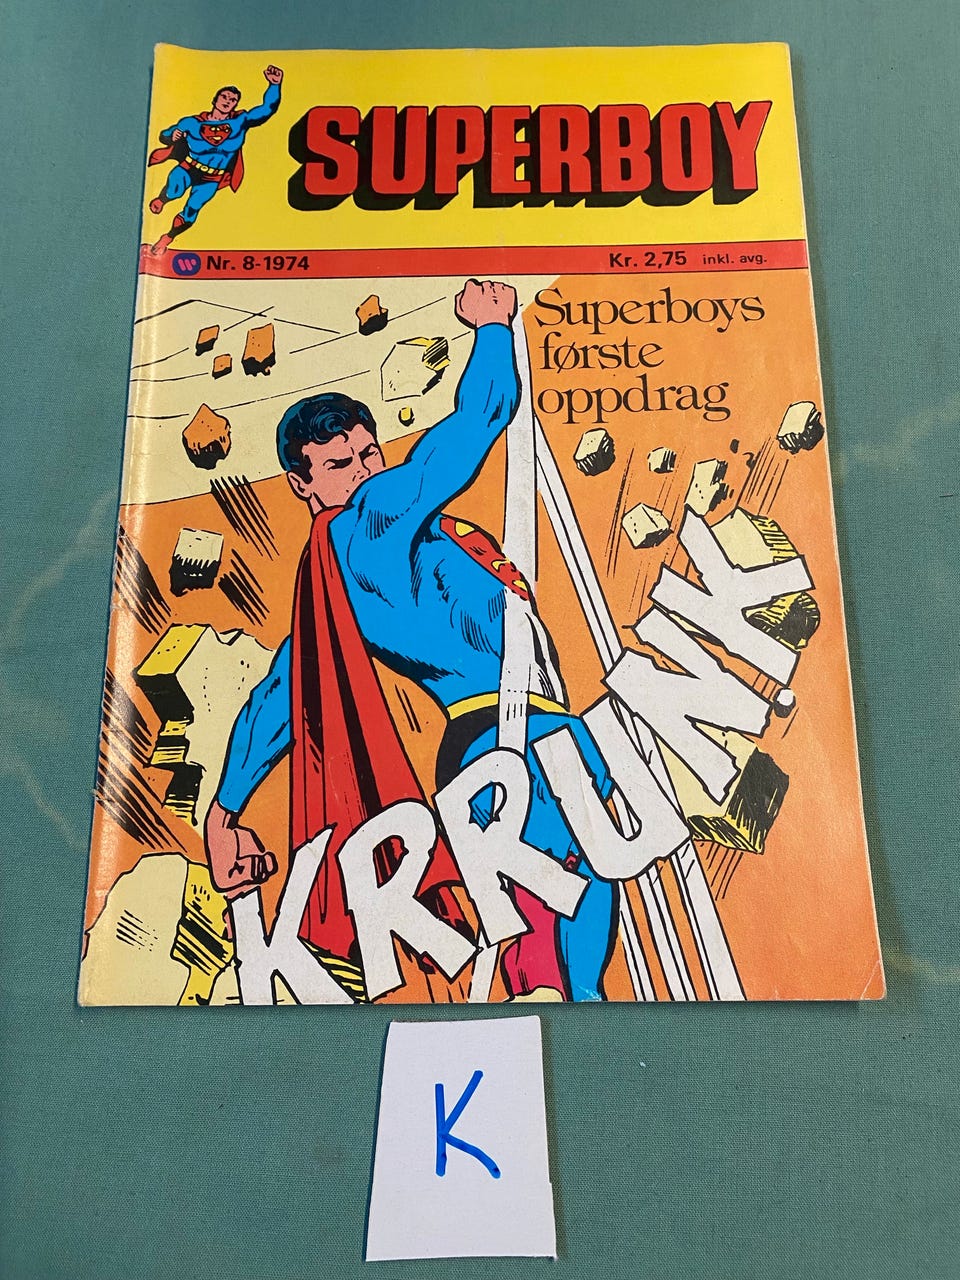 SUPERBOY
Nr. 8-1974
Kr. 2,75 inkl. avg.
Superboys
første
oppdrag
KRRUNK
K